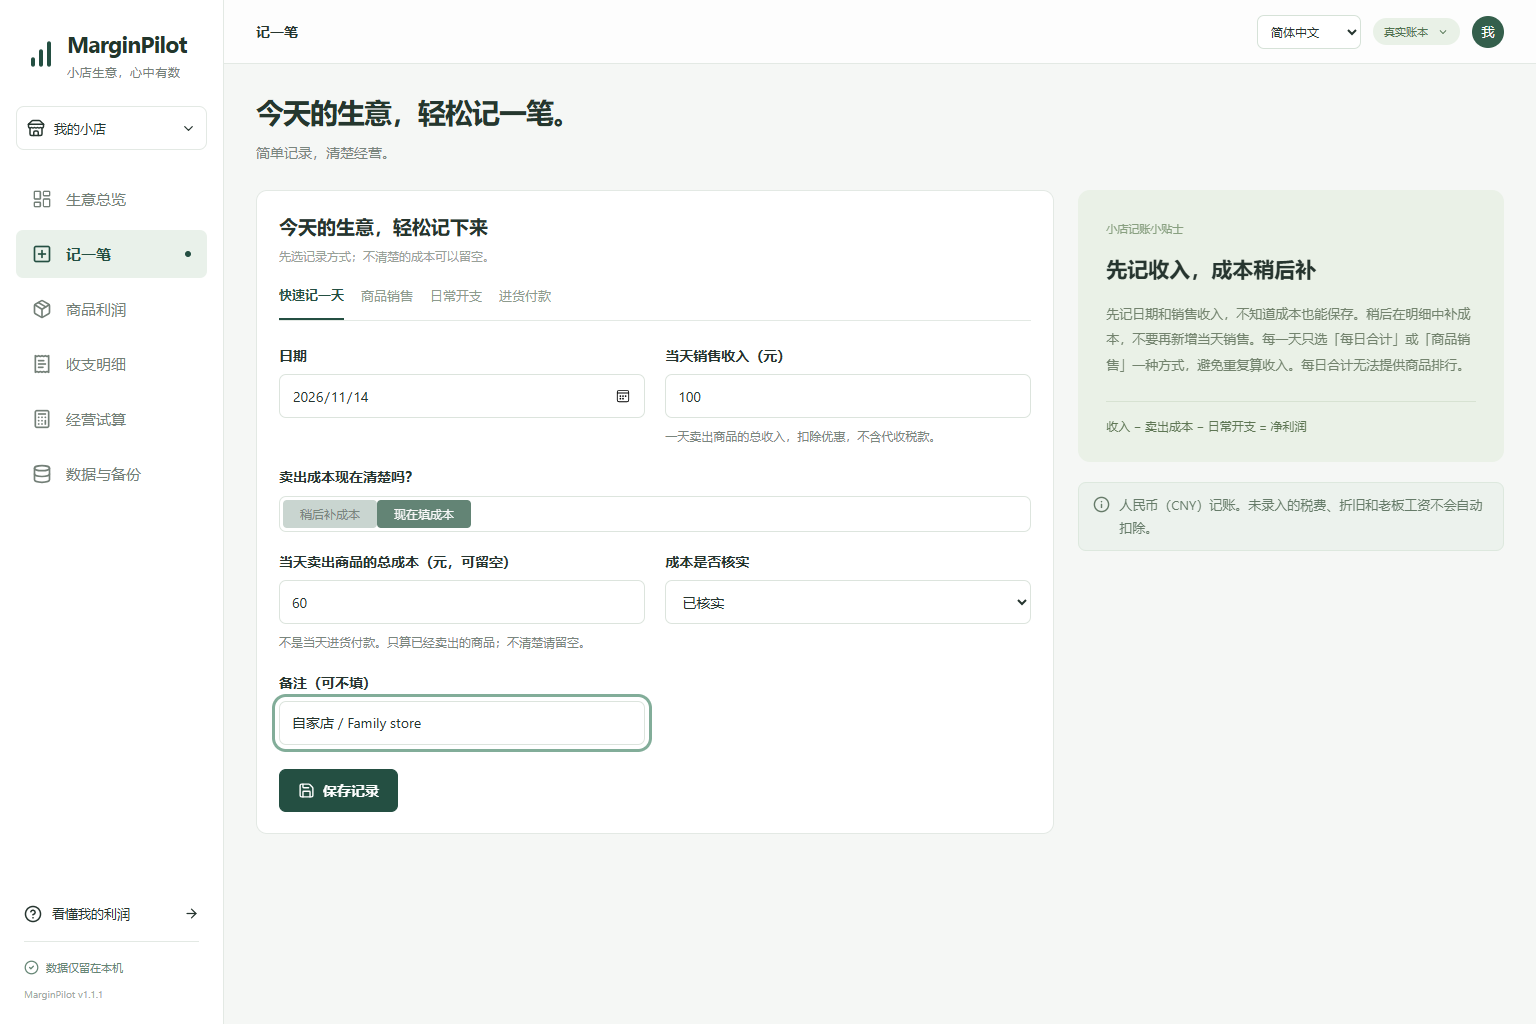 MarginPilot
小店生意，心中有数
我的小店
生意总览
记一笔
商品利润
收支明细
经营试算
数据与备份
看懂我的利润
数据仅留在本机
MarginPilot v1.1.1
记一笔
简体中文
真实账本
我
今天的生意，轻松记一笔。
简单记录，清楚经营。
今天的生意，轻松记下来
先选记录方式；不清楚的成本可以留空。
快速记一天 商品销售 日常开支 进货付款
日期
2026/11/14
当天销售收入（元）
100
一天卖出商品的总收入，扣除优惠，不含代收税款。
卖出成本现在清楚吗？
稍后补成本 现在填成本
当天卖出商品的总成本（元，可留空）
60
不是当天进货付款。只算已经卖出的商品；不清楚请留空。
成本是否核实
已核实
备注（可不填）
自家店 / Family store
保存记录
小店记账小贴士
先记收入，成本稍后补
先记日期和销售收入，不知道成本也能保存。稍后在明细中补成
本，不要再新增当天销售。每一天只选「每日合计」或「商品销
售」一种方式，避免重复算收入。每日合计无法提供商品排行。
收入 − 卖出成本 − 日常开支 = 净利润
人民币（CNY）记账。未录入的税费、折旧和老板工资不会自动
扣除。